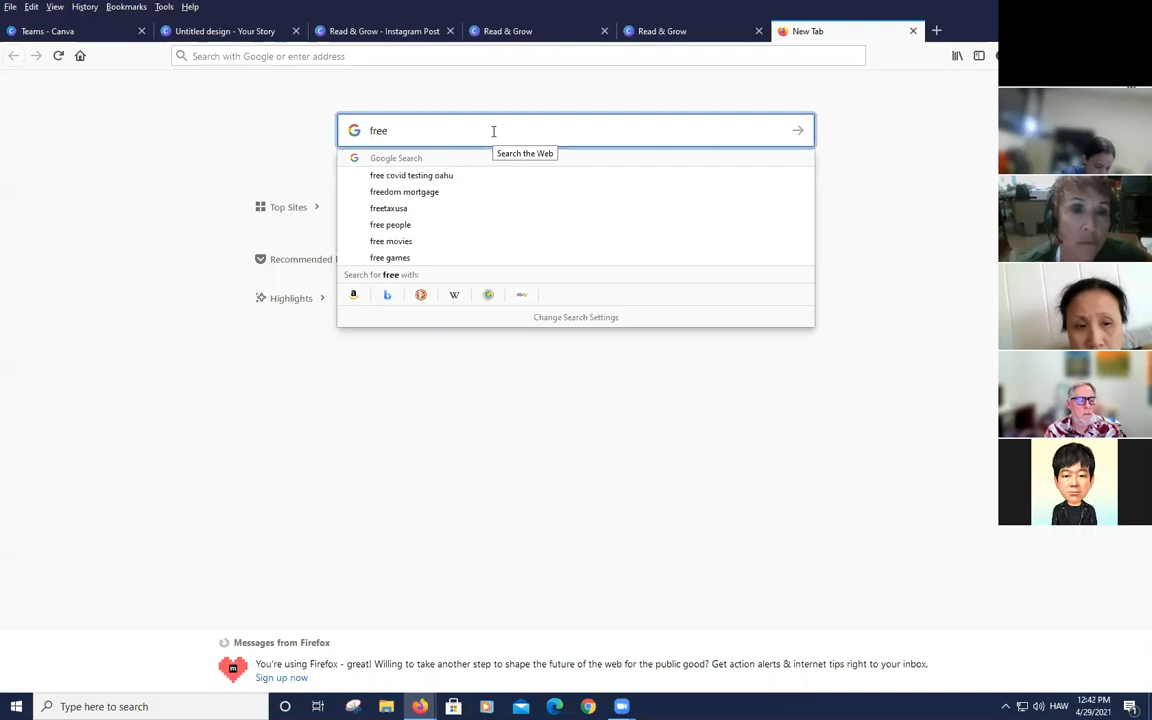 File Edit View History Bookmarks Tools Help
Teams - Canva
Untitled design - Your Story
Read & Grow - Instagram Post
Read & Grow
Read & Grow
New Tab
Search with Google or enter address
free
Search the Web
Google Search
free covid testing oahu
freedom mortgage
freetaxusa
free people
free movies
free games
Search for free with:
Change Search Settings
Top Sites
Recommended
Highlights
Messages from Firefox
You're using Firefox - great! Willing to take another step to shape the future of the web for the public good? Get action alerts & internet tips right to your inbox.
Sign up now
Type here to search
HAW
12:42 PM
4/29/2021